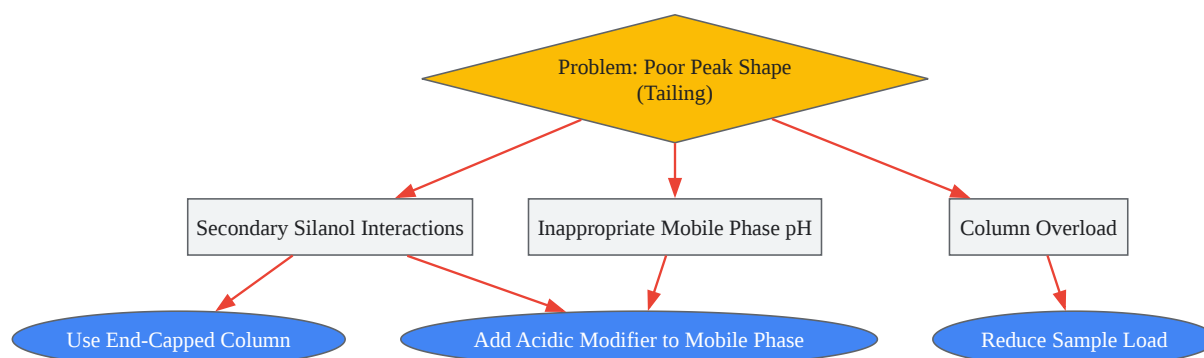 Problem: Poor Peak Shape
(Tailing)
Secondary Silanol Interactions
Inappropriate Mobile Phase pH
Column Overload
Use End-Capped Column
Add Acidic Modifier to Mobile Phase
Reduce Sample Load